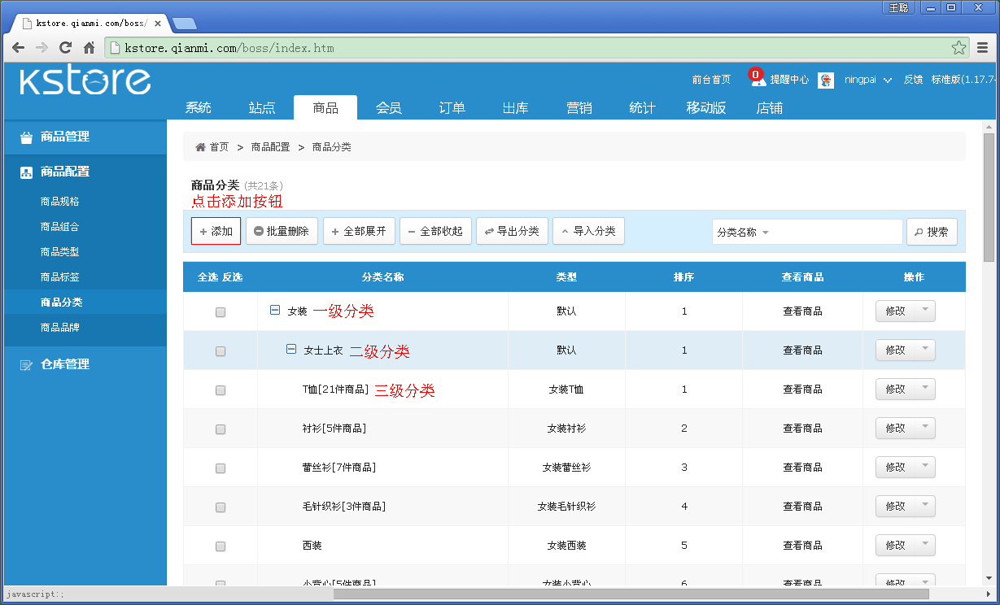 王聪
kstore.qianmi.com/boss/
kstore.qianmi.com/boss/index.htm
kstore
前台首页 0 提醒中心 ningpai 反馈 标准版(1.17.7-
系统 站点 商品 会员 订单 出库 营销 统计 移动版 店铺
商品管理
商品配置
商品规格
商品组合
商品类型
商品标签
商品分类
商品品牌
仓库管理
首页 > 商品配置 > 商品分类
商品分类 (共21条)
点击添加按钮
+ 添加 批量删除 + 全部展开 − 全部收起 导出分类 导入分类 分类名称 搜索
全选 反选 分类名称 类型 排序 查看商品 操作
女装 一级分类 默认 1 查看商品 修改
女士上衣 二级分类 默认 1 查看商品 修改
T恤[21件商品] 三级分类 女装T恤 1 查看商品 修改
衬衫[5件商品] 女装衬衫 2 查看商品 修改
蕾丝衫[7件商品] 女装蕾丝衫 3 查看商品 修改
毛针织衫[3件商品] 女装毛针织衫 4 查看商品 修改
西装 女装西装 5 查看商品 修改
小背心[5件商品] 女装小背心 6 查看商品 修改
javascript:;